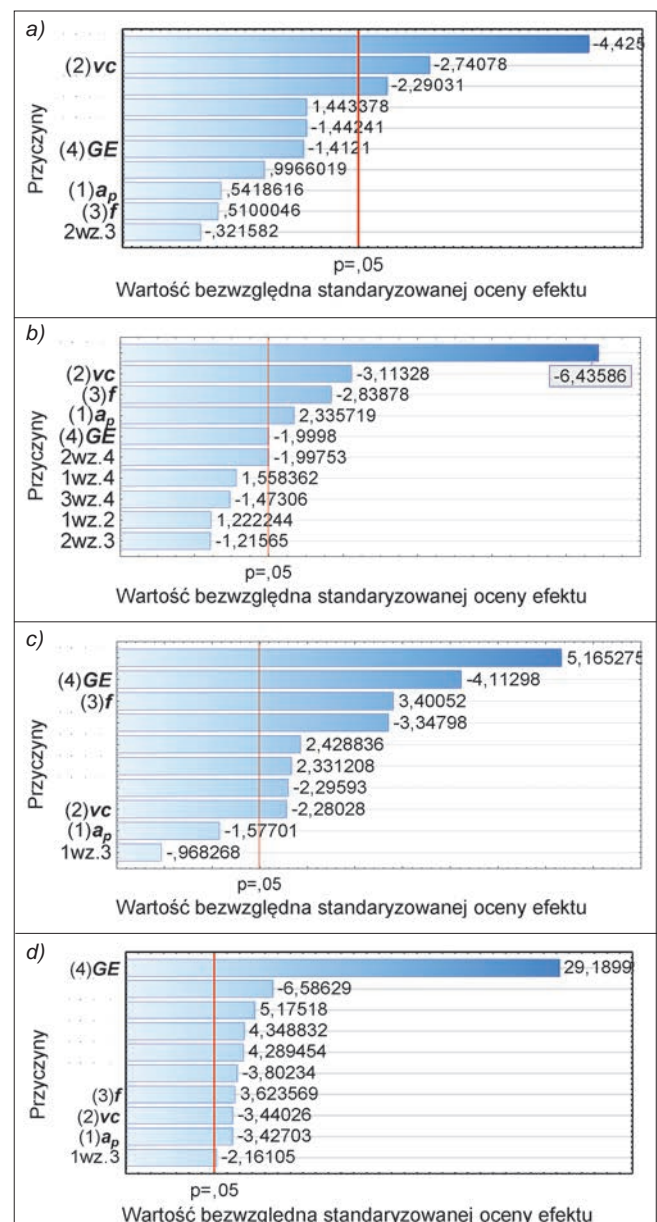 a)
Przyczyny
-4,425
(2)vc -2,74078
-2,29031
1,443378
-1,44241
(4)GE -1,4121
,9966019
(1)ap ,5418616
(3)f ,5100046
2wz.3 -,321582
p=,05
Wartość bezwzględna standaryzowanej oceny efektu
b)
Przyczyny
-6,43586
(2)vc -3,11328
(3)f -2,83878
(1)ap 2,335719
(4)GE -1,9998
2wz.4 -1,99753
1wz.4 1,558362
3wz.4 -1,47306
1wz.2 1,222244
2wz.3 -1,21565
p=,05
Wartość bezwzględna standaryzowanej oceny efektu
c)
Przyczyny
5,165275
(4)GE -4,11298
(3)f 3,40052
-3,34798
2,428836
2,331208
-2,29593
(2)vc -2,28028
(1)ap -1,57701
1wz.3 -,968268
p=,05
Wartość bezwzględna standaryzowanej oceny efektu
d)
Przyczyny
(4)GE 29,1899
-6,58629
5,17518
4,348832
4,289454
-3,80234
(3)f 3,623569
(2)vc -3,44026
(1)ap -3,42703
1wz.3 -2,16105
p=,05
Wartość bezwzględna standaryzowanej oceny efektu